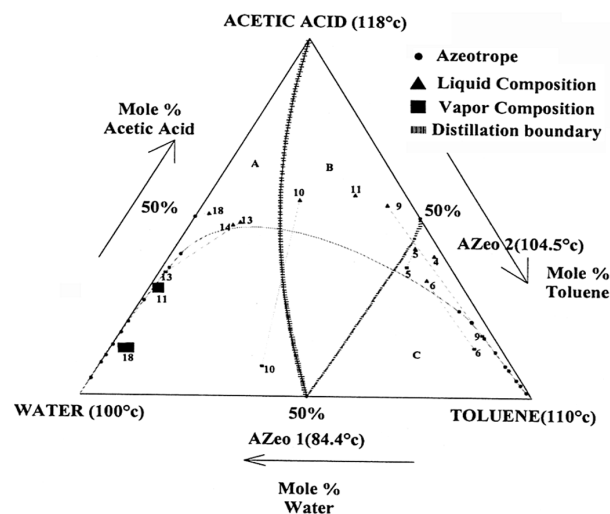 ACETIC ACID (118°c)
Azeotrope
Liquid Composition
Vapor Composition
Distillation boundary
Mole %
Acetic Acid
A
B
50%
18
13
14
10
11
9
50%
AZeo 2(104.5°c)
Mole %
Toluene
5
4
5
6
13
11
18
10
9
6
C
WATER (100°c)
50%
TOLUENE(110°c)
AZeo 1(84.4°c)
Mole %
Water